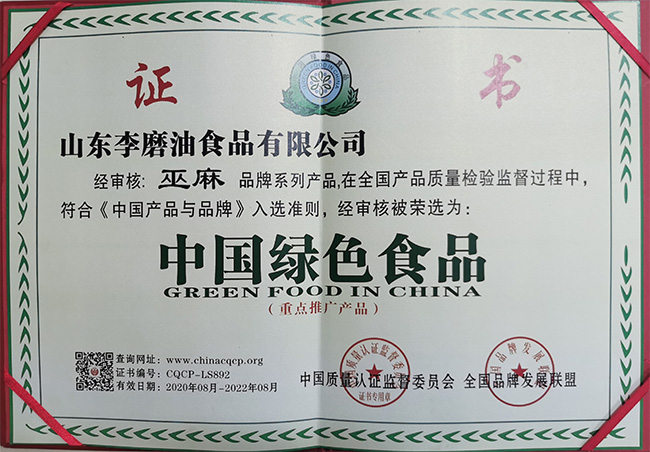 证 书
山东李磨油食品有限公司
经审核: 巫麻 品牌系列产品,在全国产品质量检验监督过程中,
符合《中国产品与品牌》入选准则，经审核被荣选为:
中国绿色食品
GREEN FOOD IN CHINA
（重点推广产品）
查询网址: www.chinacqcp.org
证书编号: CQCP-LS892
有效日期: 2020年08月-2022年08月
中国质量认证监督委员会 全国品牌发展联盟
证书专用章